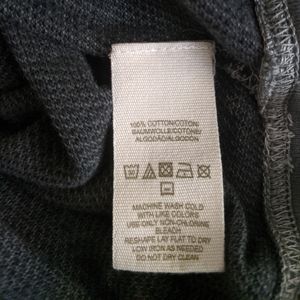 100% COTTON/COTON/
BAUMWOLLE/COTONE/
ALGODÃO/ALGODON
MACHINE WASH COLD
WITH LIKE COLORS
USE ONLY NON-CHLORINE
BLEACH
RESHAPE LAY FLAT TO DRY
LOW IRON AS NEEDED
DO NOT DRY CLEAN